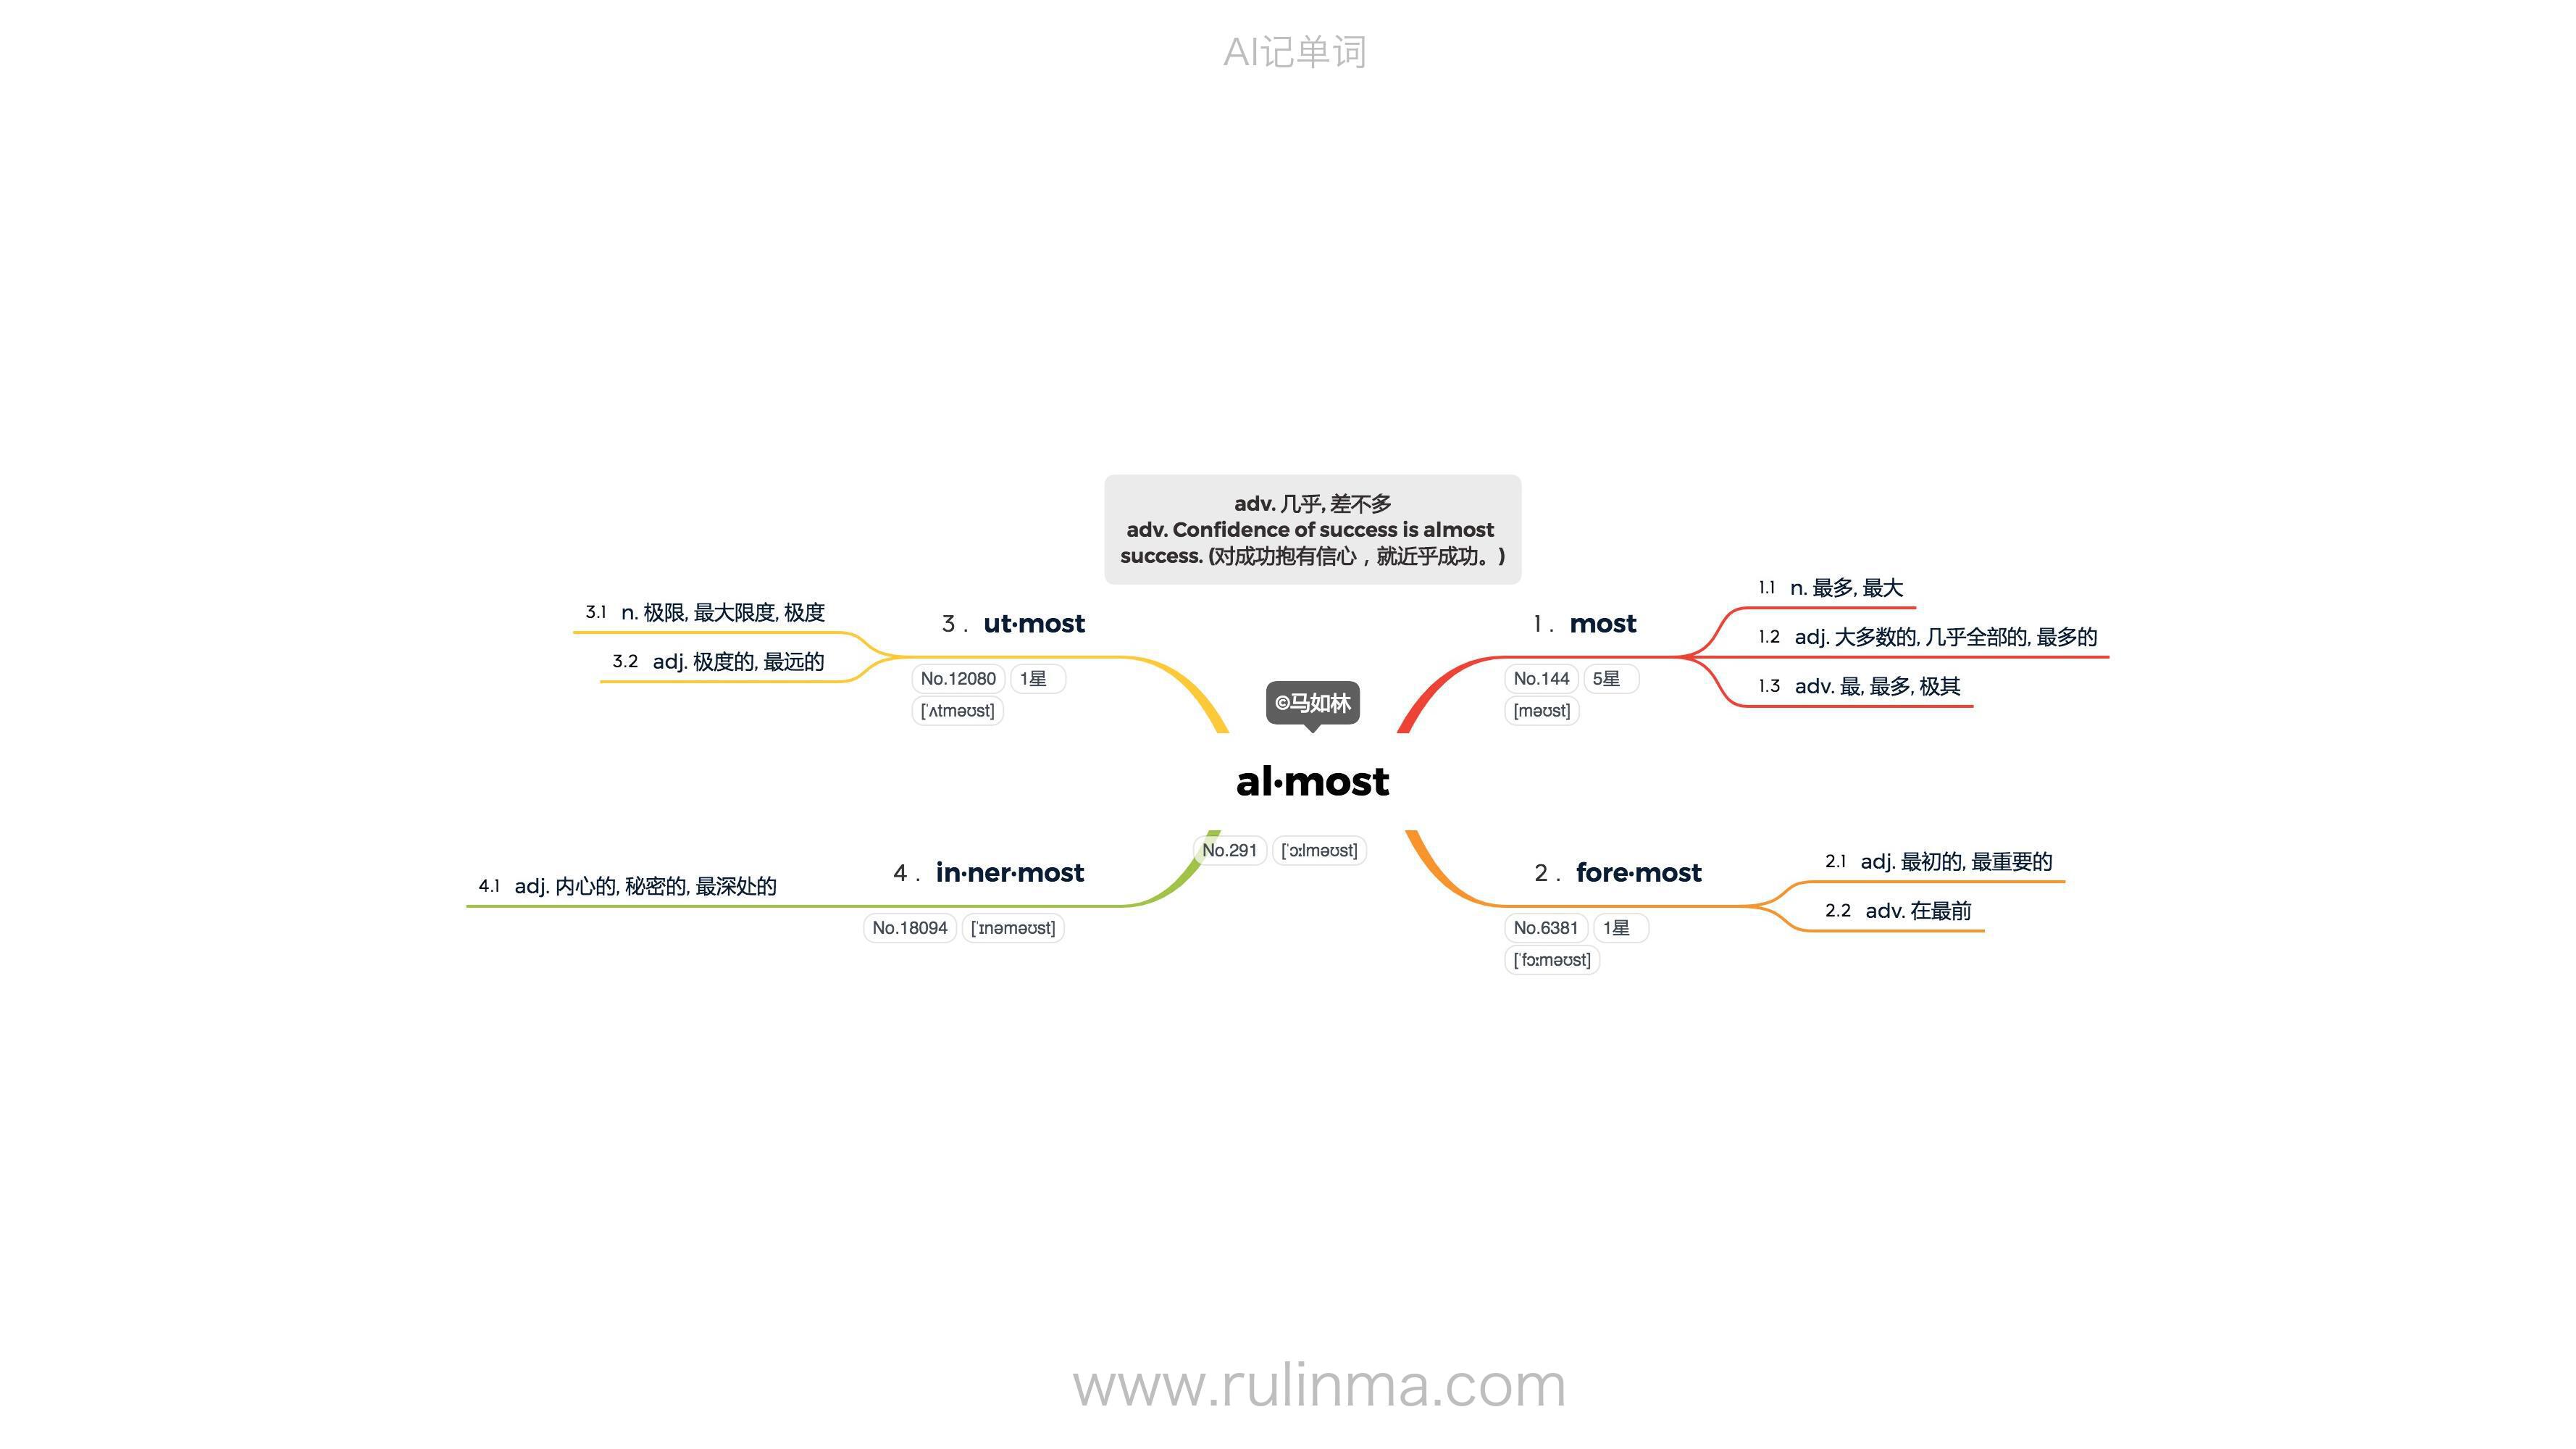 AI记单词
adv. 几乎, 差不多
adv. Confidence of success is almost
success. (对成功抱有信心，就近乎成功。)
©马如林
al·most
No.291 [ˈɔːlməʊst]
1. most
No.144 5星
[məʊst]
1.1 n. 最多, 最大
1.2 adj. 大多数的, 几乎全部的, 最多的
1.3 adv. 最, 最多, 极其
2. fore·most
No.6381 1星
[ˈfɔːməʊst]
2.1 adj. 最初的, 最重要的
2.2 adv. 在最前
3. ut·most
No.12080 1星
[ˈʌtməʊst]
3.1 n. 极限, 最大限度, 极度
3.2 adj. 极度的, 最远的
4. in·ner·most
No.18094 [ˈɪnəməʊst]
4.1 adj. 内心的, 秘密的, 最深处的
www.rulinma.com